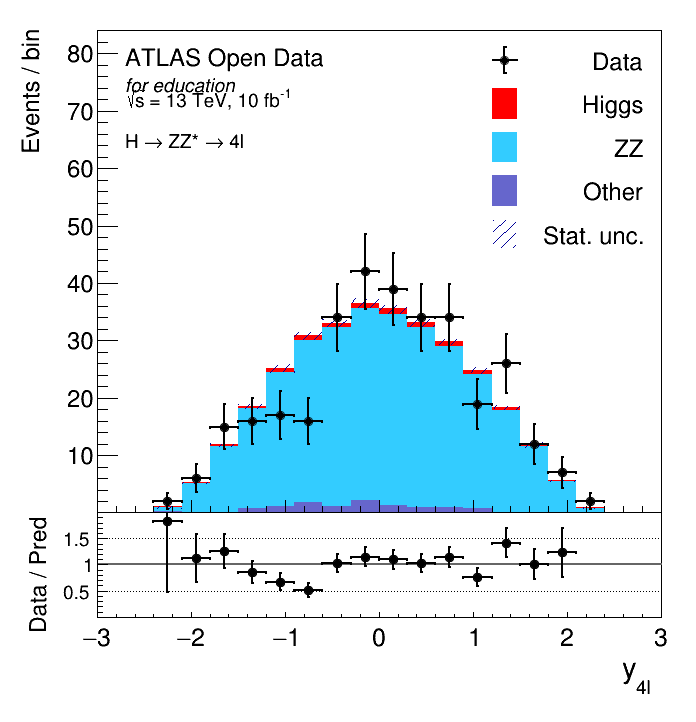 Events / bin
80
70
60
50
40
30
20
10
ATLAS Open Data
for education
√s = 13 TeV, 10 fb⁻¹
H → ZZ* → 4l
Data
Higgs
ZZ
Other
Stat. unc.
Data / Pred
1.5
1
0.5
−3 −2 −1 0 1 2 3
y₄ₗ